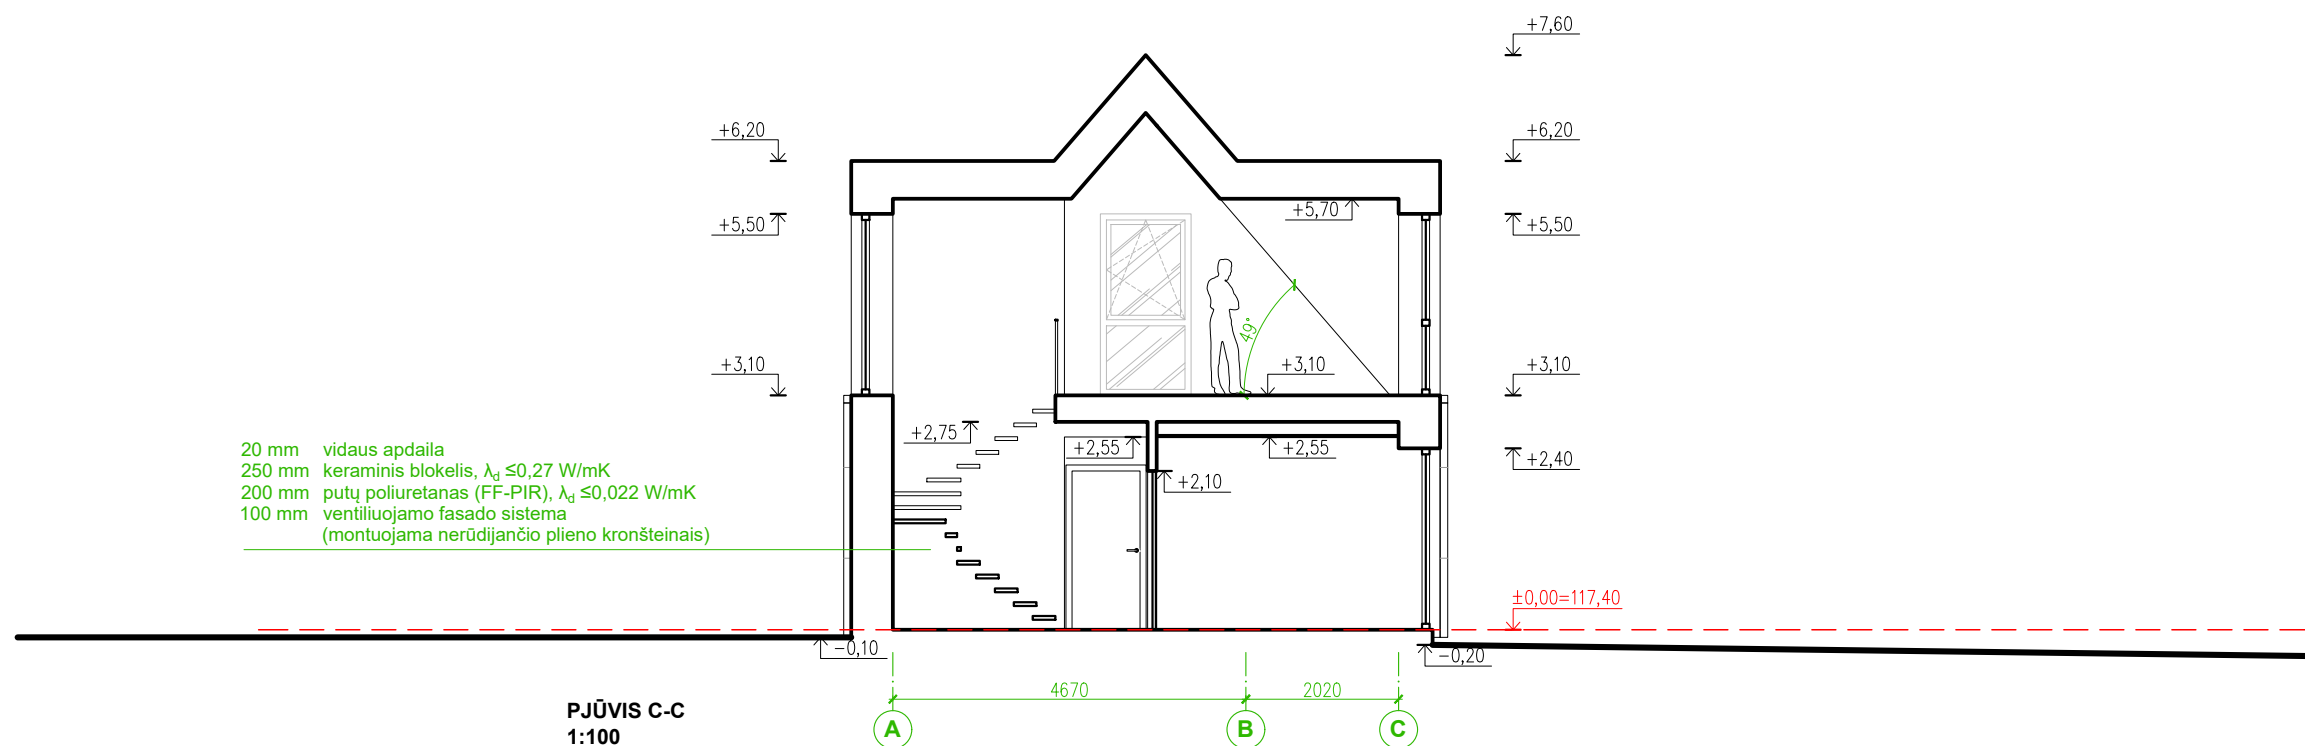 +7,60
+6,20
+6,20
+5,50
+5,70
+5,50
49°
+3,10
+3,10
+3,10
+2,75
+2,55
+2,55
+2,40
+2,10
20 mm vidaus apdaila
250 mm keraminis blokelis, λd ≤0,27 W/mK
200 mm putų poliuretanas (FF-PIR), λd ≤0,022 W/mK
100 mm ventiliuojamo fasado sistema
(montuojama nerūdijančio plieno kronšteinais)
±0,00=117,40
-0,10
-0,20
4670
2020
PJŪVIS C-C
1:100
A
B
C